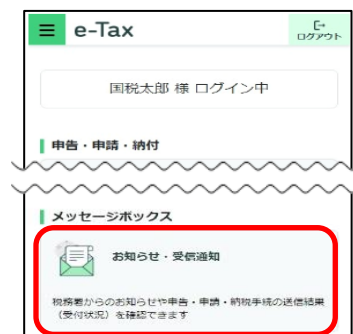 e-Tax
ログアウト
国税太郎 様 ログイン中
申告・申請・納付
メッセージボックス
お知らせ・受信通知
税務署からのお知らせや申告・申請・納税手続の送信結果
（受付状況）を確認できます